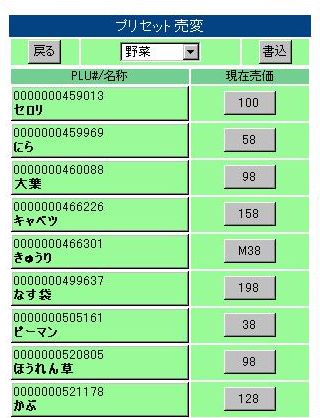 プリセット売変
戻る 野菜 書込
PLU#/名称 現在売価
0000000459013
セロリ 100
0000000459969
にら 58
0000000460088
大葉 98
0000000466226
キャベツ 158
0000000466301
きゅうり M38
0000000499637
なす袋 198
0000000505161
ピーマン 38
0000000520805
ほうれん草 98
0000000521178
かぶ 128